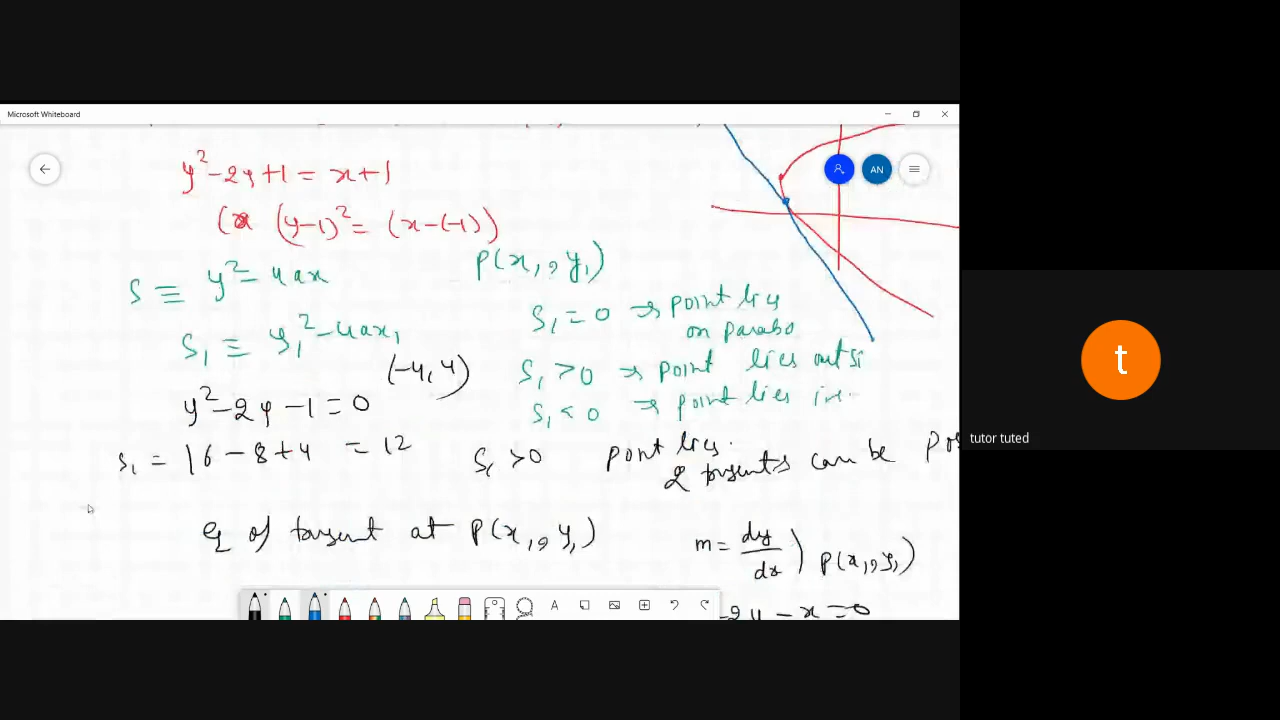 Microsoft Whiteboard
AN
y²-2y+1 = x+1
(y-1)² = (x-(-1))
S ≡ y²-4ax
P(x₁, y₁)
S₁ ≡ y₁²-4ax₁
S₁ = 0 → point lies
on parabo
(-4, 4)
S₁ > 0 → point lies outsi
S₁ < 0 → point lies in
y²-2y-1=0
S₁ = 16-8+4 = 12
S₁ > 0
point lies
2 tangents can be pos
Eq of tangent at P(x₁, y₁)
m = dy/dx ) P(x₁, y₁)
-2y - x = 0
A
t
tutor tuted